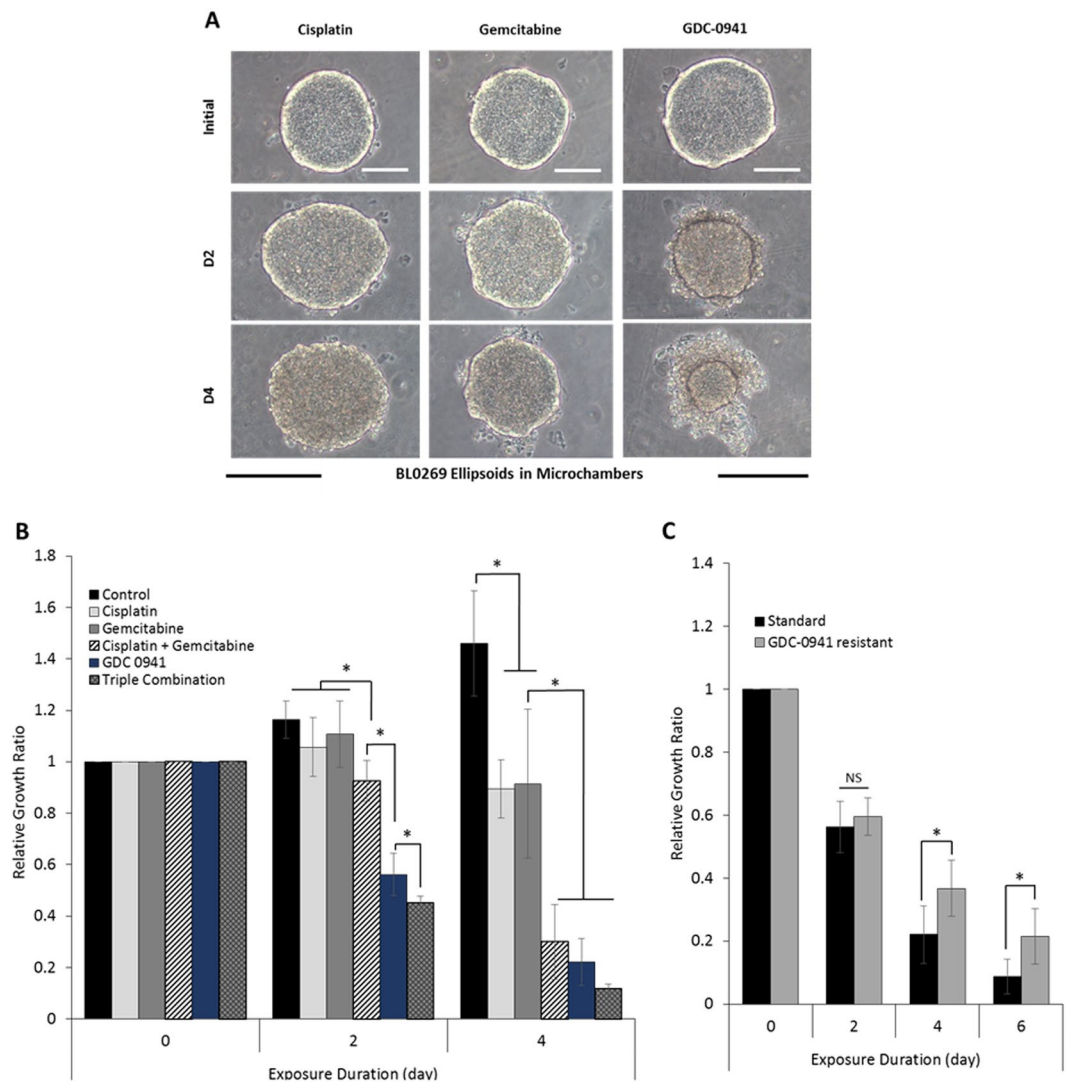 A
Cisplatin
Gemcitabine
GDC-0941
Initial
D2
D4
BL0269 Ellipsoids in Microchambers
B
Relative Growth Ratio
1.8
1.6
1.4
1.2
1
0.8
0.6
0.4
0.2
0
Control
Cisplatin
Gemcitabine
Cisplatin + Gemcitabine
GDC 0941
Triple Combination
*
*
*
*
*
0
2
4
Exposure Duration (day)
C
Relative Growth Ratio
1.4
1.2
1
0.8
0.6
0.4
0.2
0
Standard
GDC-0941 resistant
NS
*
*
0
2
4
6
Exposure Duration (day)